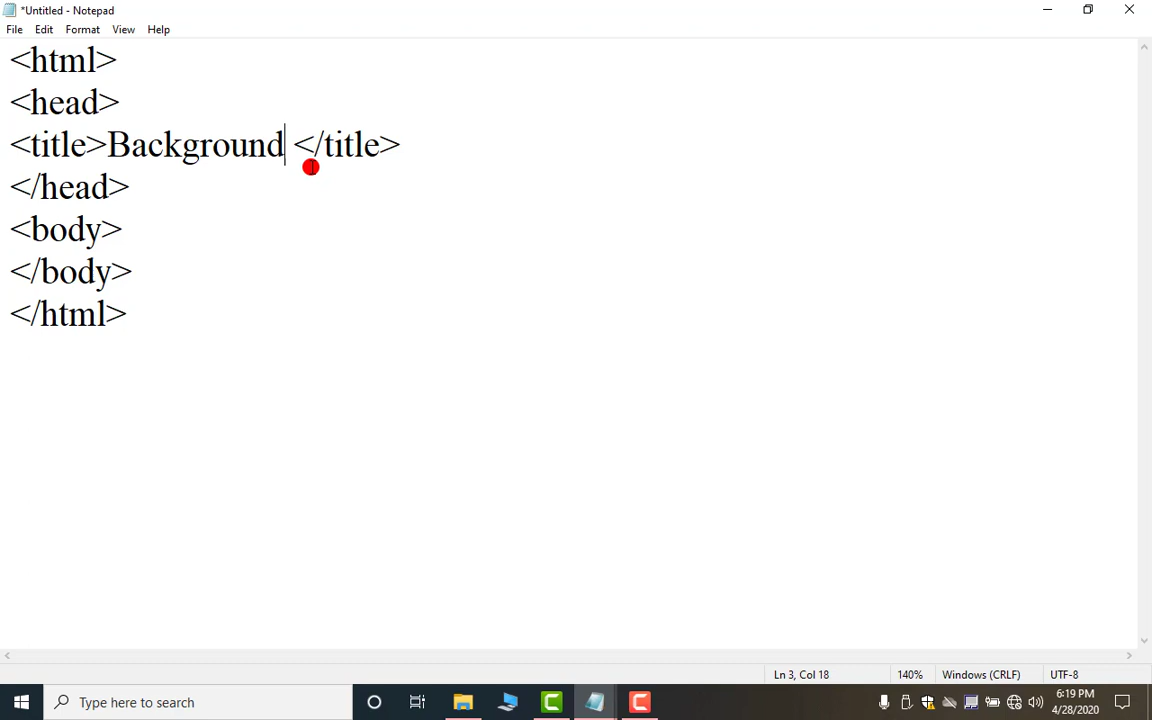 *Untitled - Notepad
File Edit Format View Help
<html>
<head>
<title>Background </title>
</head>
<body>
</body>
</html>
Ln 3, Col 18 140% Windows (CRLF) UTF-8
Type here to search
6:19 PM
4/28/2020